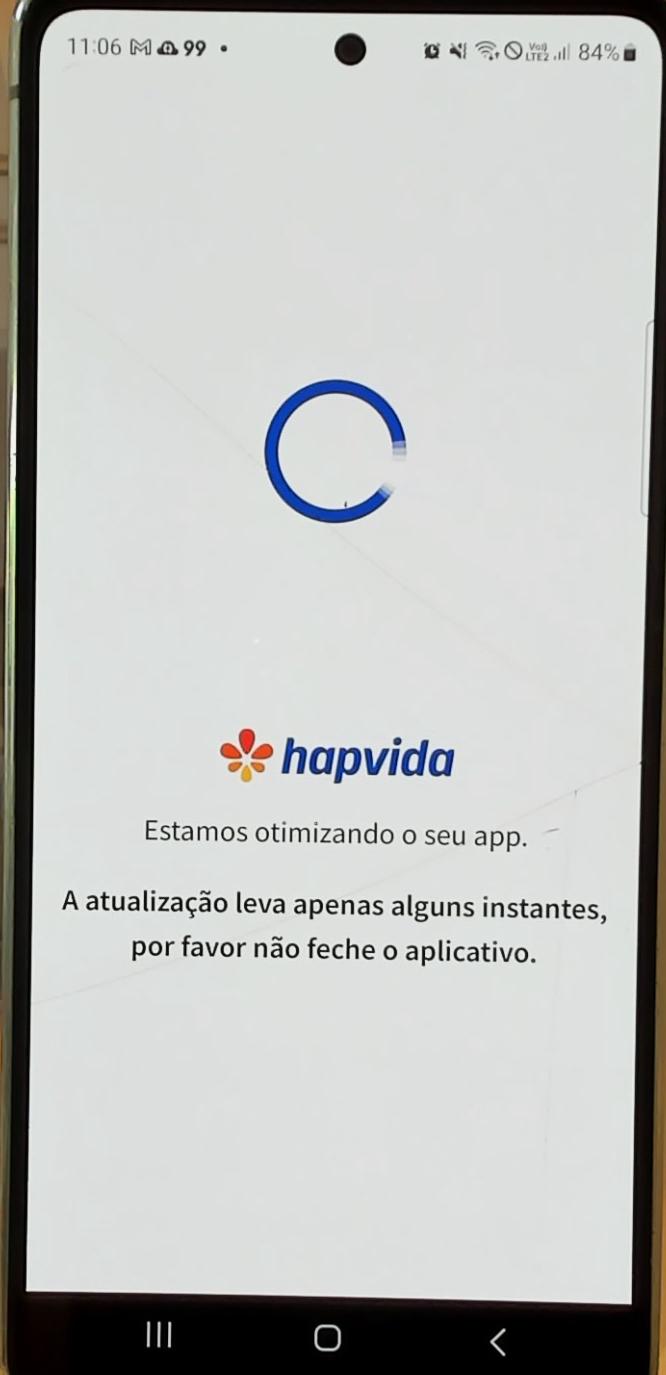 11:06 99
Vo)) LTE2 84%
hapvida
Estamos otimizando o seu app.
A atualização leva apenas alguns instantes,
por favor não feche o aplicativo.